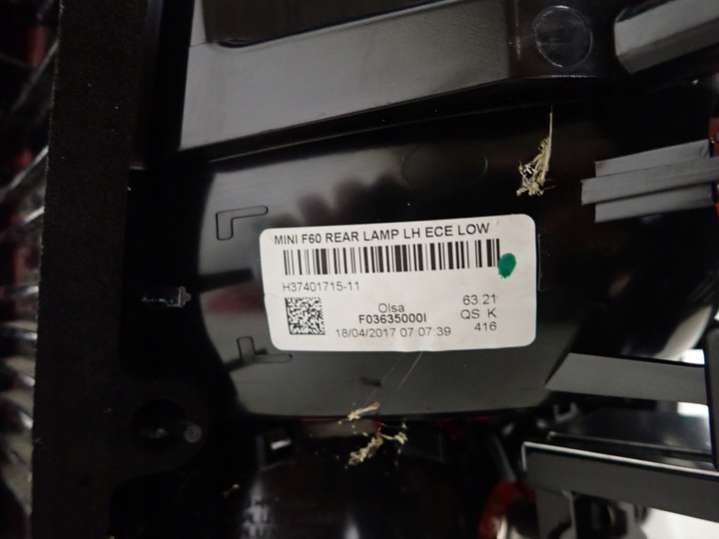 MINI F60 REAR LAMP LH ECE LOW
H37401715-11
Olsa 63.21
F03635000I QS K
18/04/2017 07:07:39 416